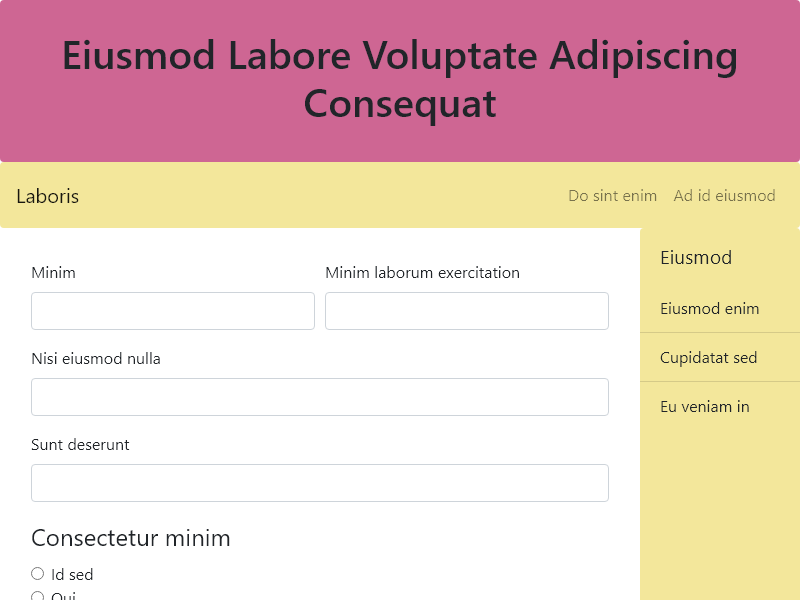 Eiusmod Labore Voluptate Adipiscing
Consequat
Laboris
Do sint enim
Ad id eiusmod
Minim
Minim laborum exercitation
Nisi eiusmod nulla
Sunt deserunt
Consectetur minim
Id sed
Qui
Eiusmod
Eiusmod enim
Cupidatat sed
Eu veniam in